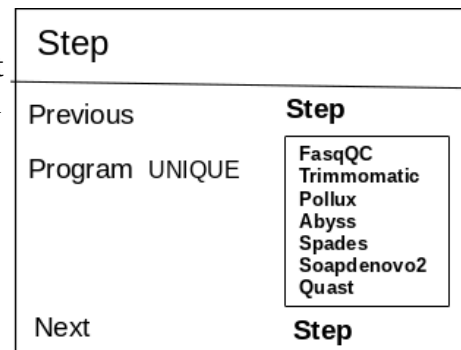 Step
Previous Step
Program UNIQUE
FasqQC
Trimmomatic
Pollux
Abyss
Spades
Soapdenovo2
Quast
Next Step